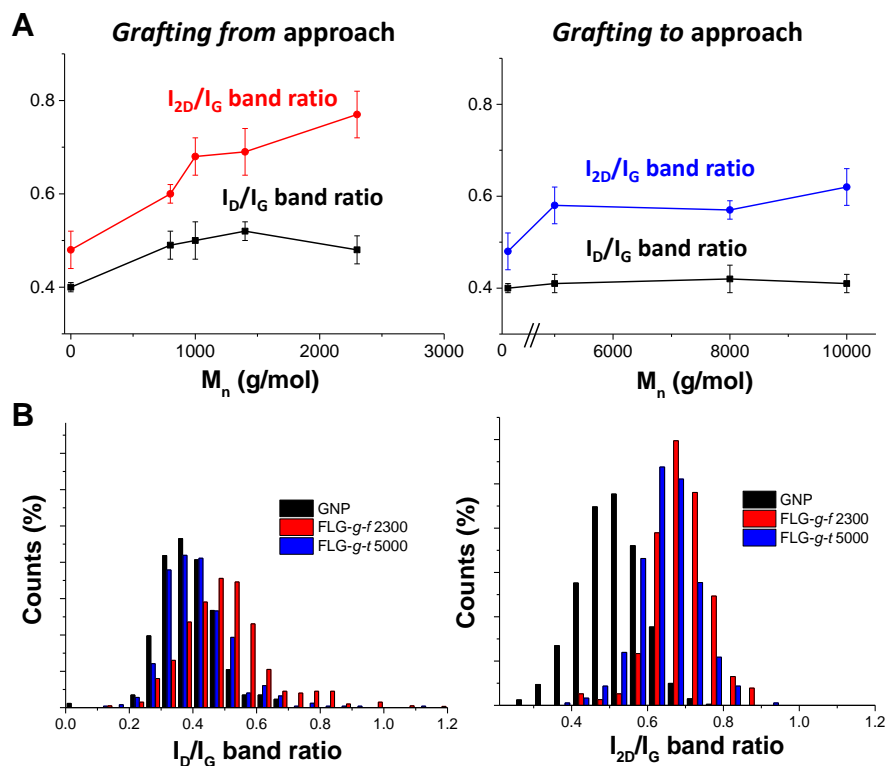 A
Grafting from approach
Grafting to approach
I2D/IG band ratio
ID/IG band ratio
0.8
0.6
0.4
0
1000
2000
3000
Mn (g/mol)
I2D/IG band ratio
ID/IG band ratio
0.8
0.6
0.4
0
6000
8000
10000
Mn (g/mol)
B
Counts (%)
GNP
FLG-g-f 2300
FLG-g-t 5000
0.0
0.2
0.4
0.6
0.8
1.0
1.2
ID/IG band ratio
Counts (%)
GNP
FLG-g-f 2300
FLG-g-t 5000
0.4
0.6
0.8
1.0
1.2
I2D/IG band ratio